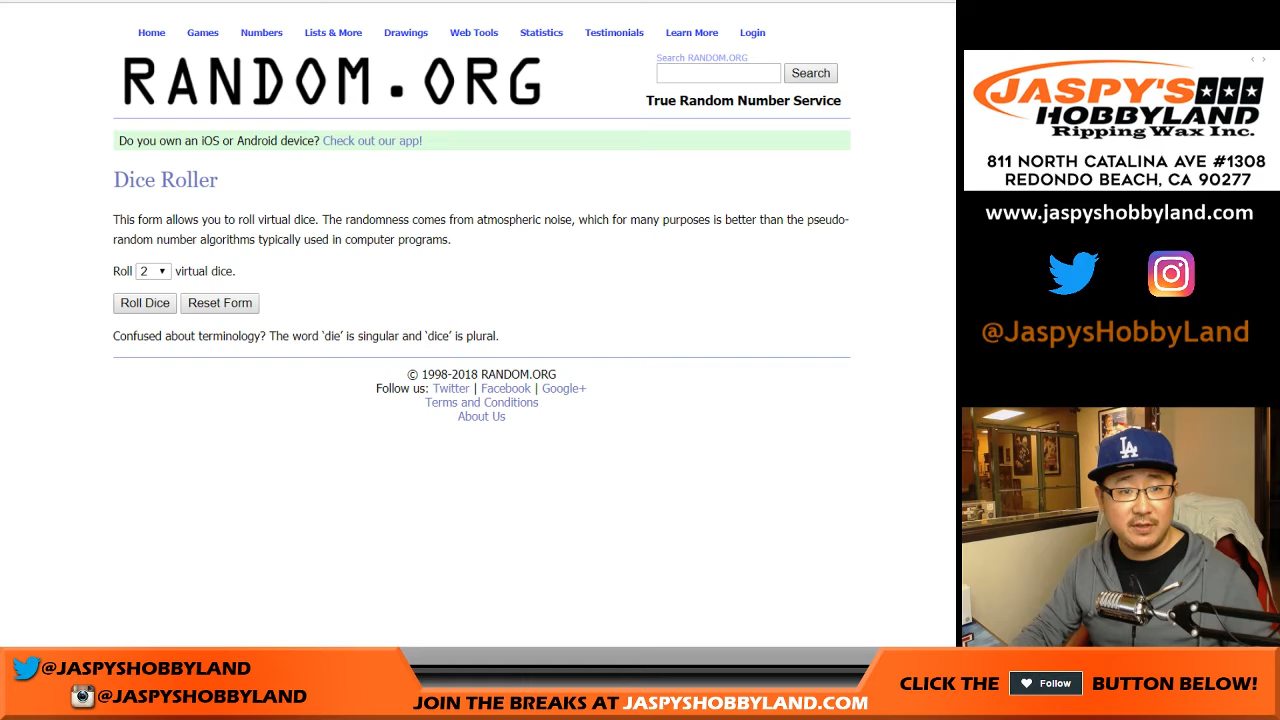 Home Games Numbers Lists & More Drawings Web Tools Statistics Testimonials Learn More Login
RANDOM.ORG
Search RANDOM.ORG
Search
True Random Number Service
Do you own an iOS or Android device? Check out our app!
Dice Roller
This form allows you to roll virtual dice. The randomness comes from atmospheric noise, which for many purposes is better than the pseudo-
random number algorithms typically used in computer programs.
Roll 2 virtual dice.
Roll Dice Reset Form
Confused about terminology? The word ‘die’ is singular and ‘dice’ is plural.
© 1998-2018 RANDOM.ORG
Follow us: Twitter | Facebook | Google+
Terms and Conditions
About Us
JASPY'S
HOBBYLAND
Ripping Wax Inc.
811 NORTH CATALINA AVE #1308
REDONDO BEACH, CA 90277
www.jaspyshobbyland.com
@JaspysHobbyLand
LA
@JASPYSHOBBYLAND
@JASPYSHOBBYLAND
JOIN THE BREAKS AT JASPYSHOBBYLAND.COM
CLICK THE Follow BUTTON BELOW!